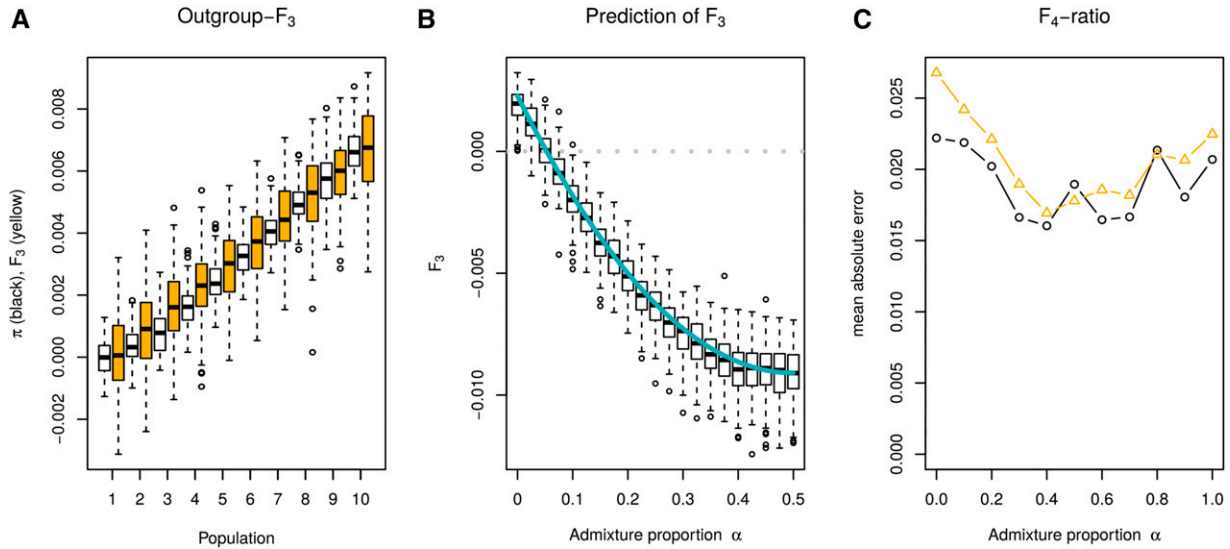 A
Outgroup−F3
π (black), F3 (yellow)
0.008
0.006
0.004
0.002
0.000
−0.002
1 2 3 4 5 6 7 8 9 10
Population
B
Prediction of F3
F3
0.000
−0.005
−0.010
0 0.1 0.2 0.3 0.4 0.5
Admixture proportion α
C
F4−ratio
mean absolute error
0.025
0.020
0.015
0.010
0.005
0.000
0.0 0.2 0.4 0.6 0.8 1.0
Admixture proportion α